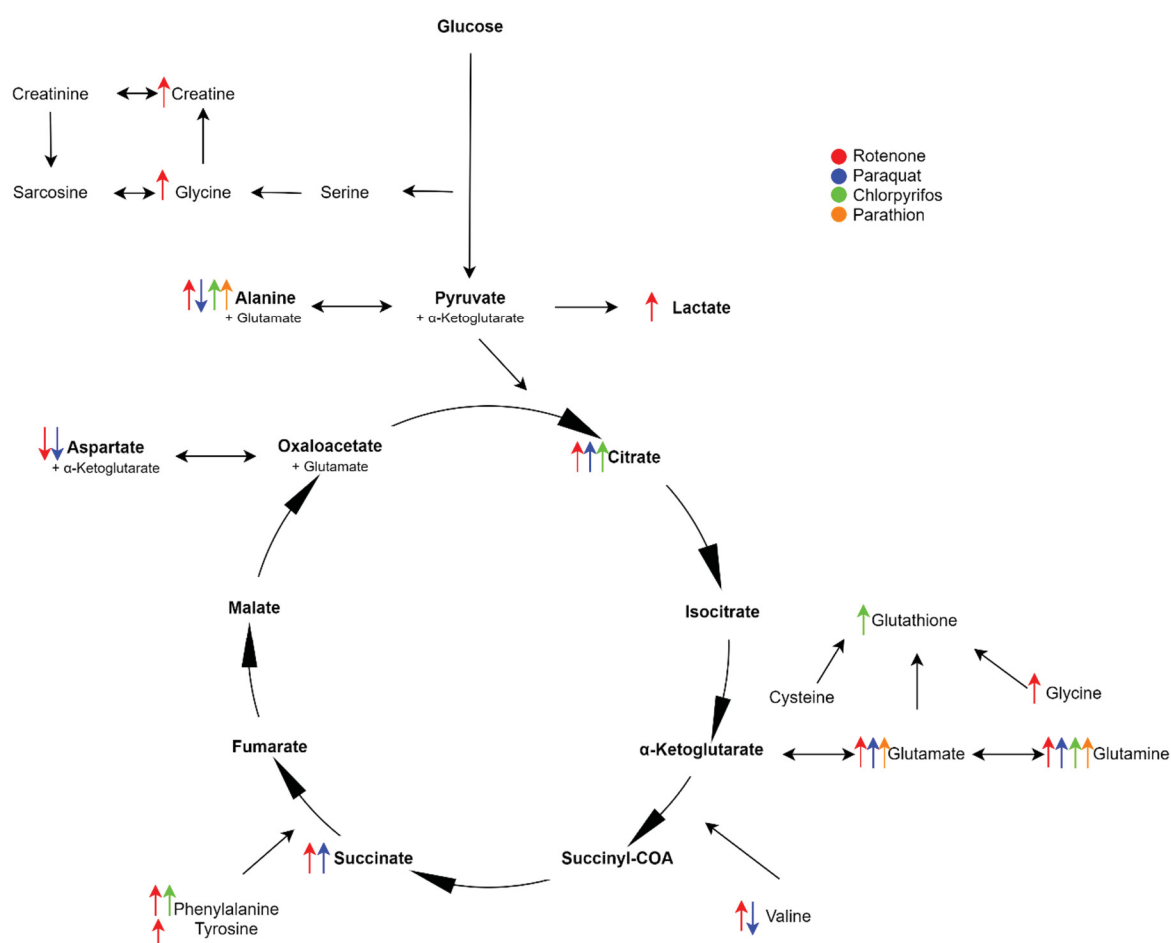 Glucose
Creatinine
Creatine
Sarcosine
Glycine
Serine
Rotenone
Paraquat
Chlorpyrifos
Parathion
Alanine
+ Glutamate
Pyruvate
+ α-Ketoglutarate
Lactate
Aspartate
+ α-Ketoglutarate
Oxaloacetate
+ Glutamate
Citrate
Malate
Isocitrate
Glutathione
Cysteine
Glycine
Fumarate
α-Ketoglutarate
Glutamate
Glutamine
Succinate
Succinyl-COA
Phenylalanine
Tyrosine
Valine